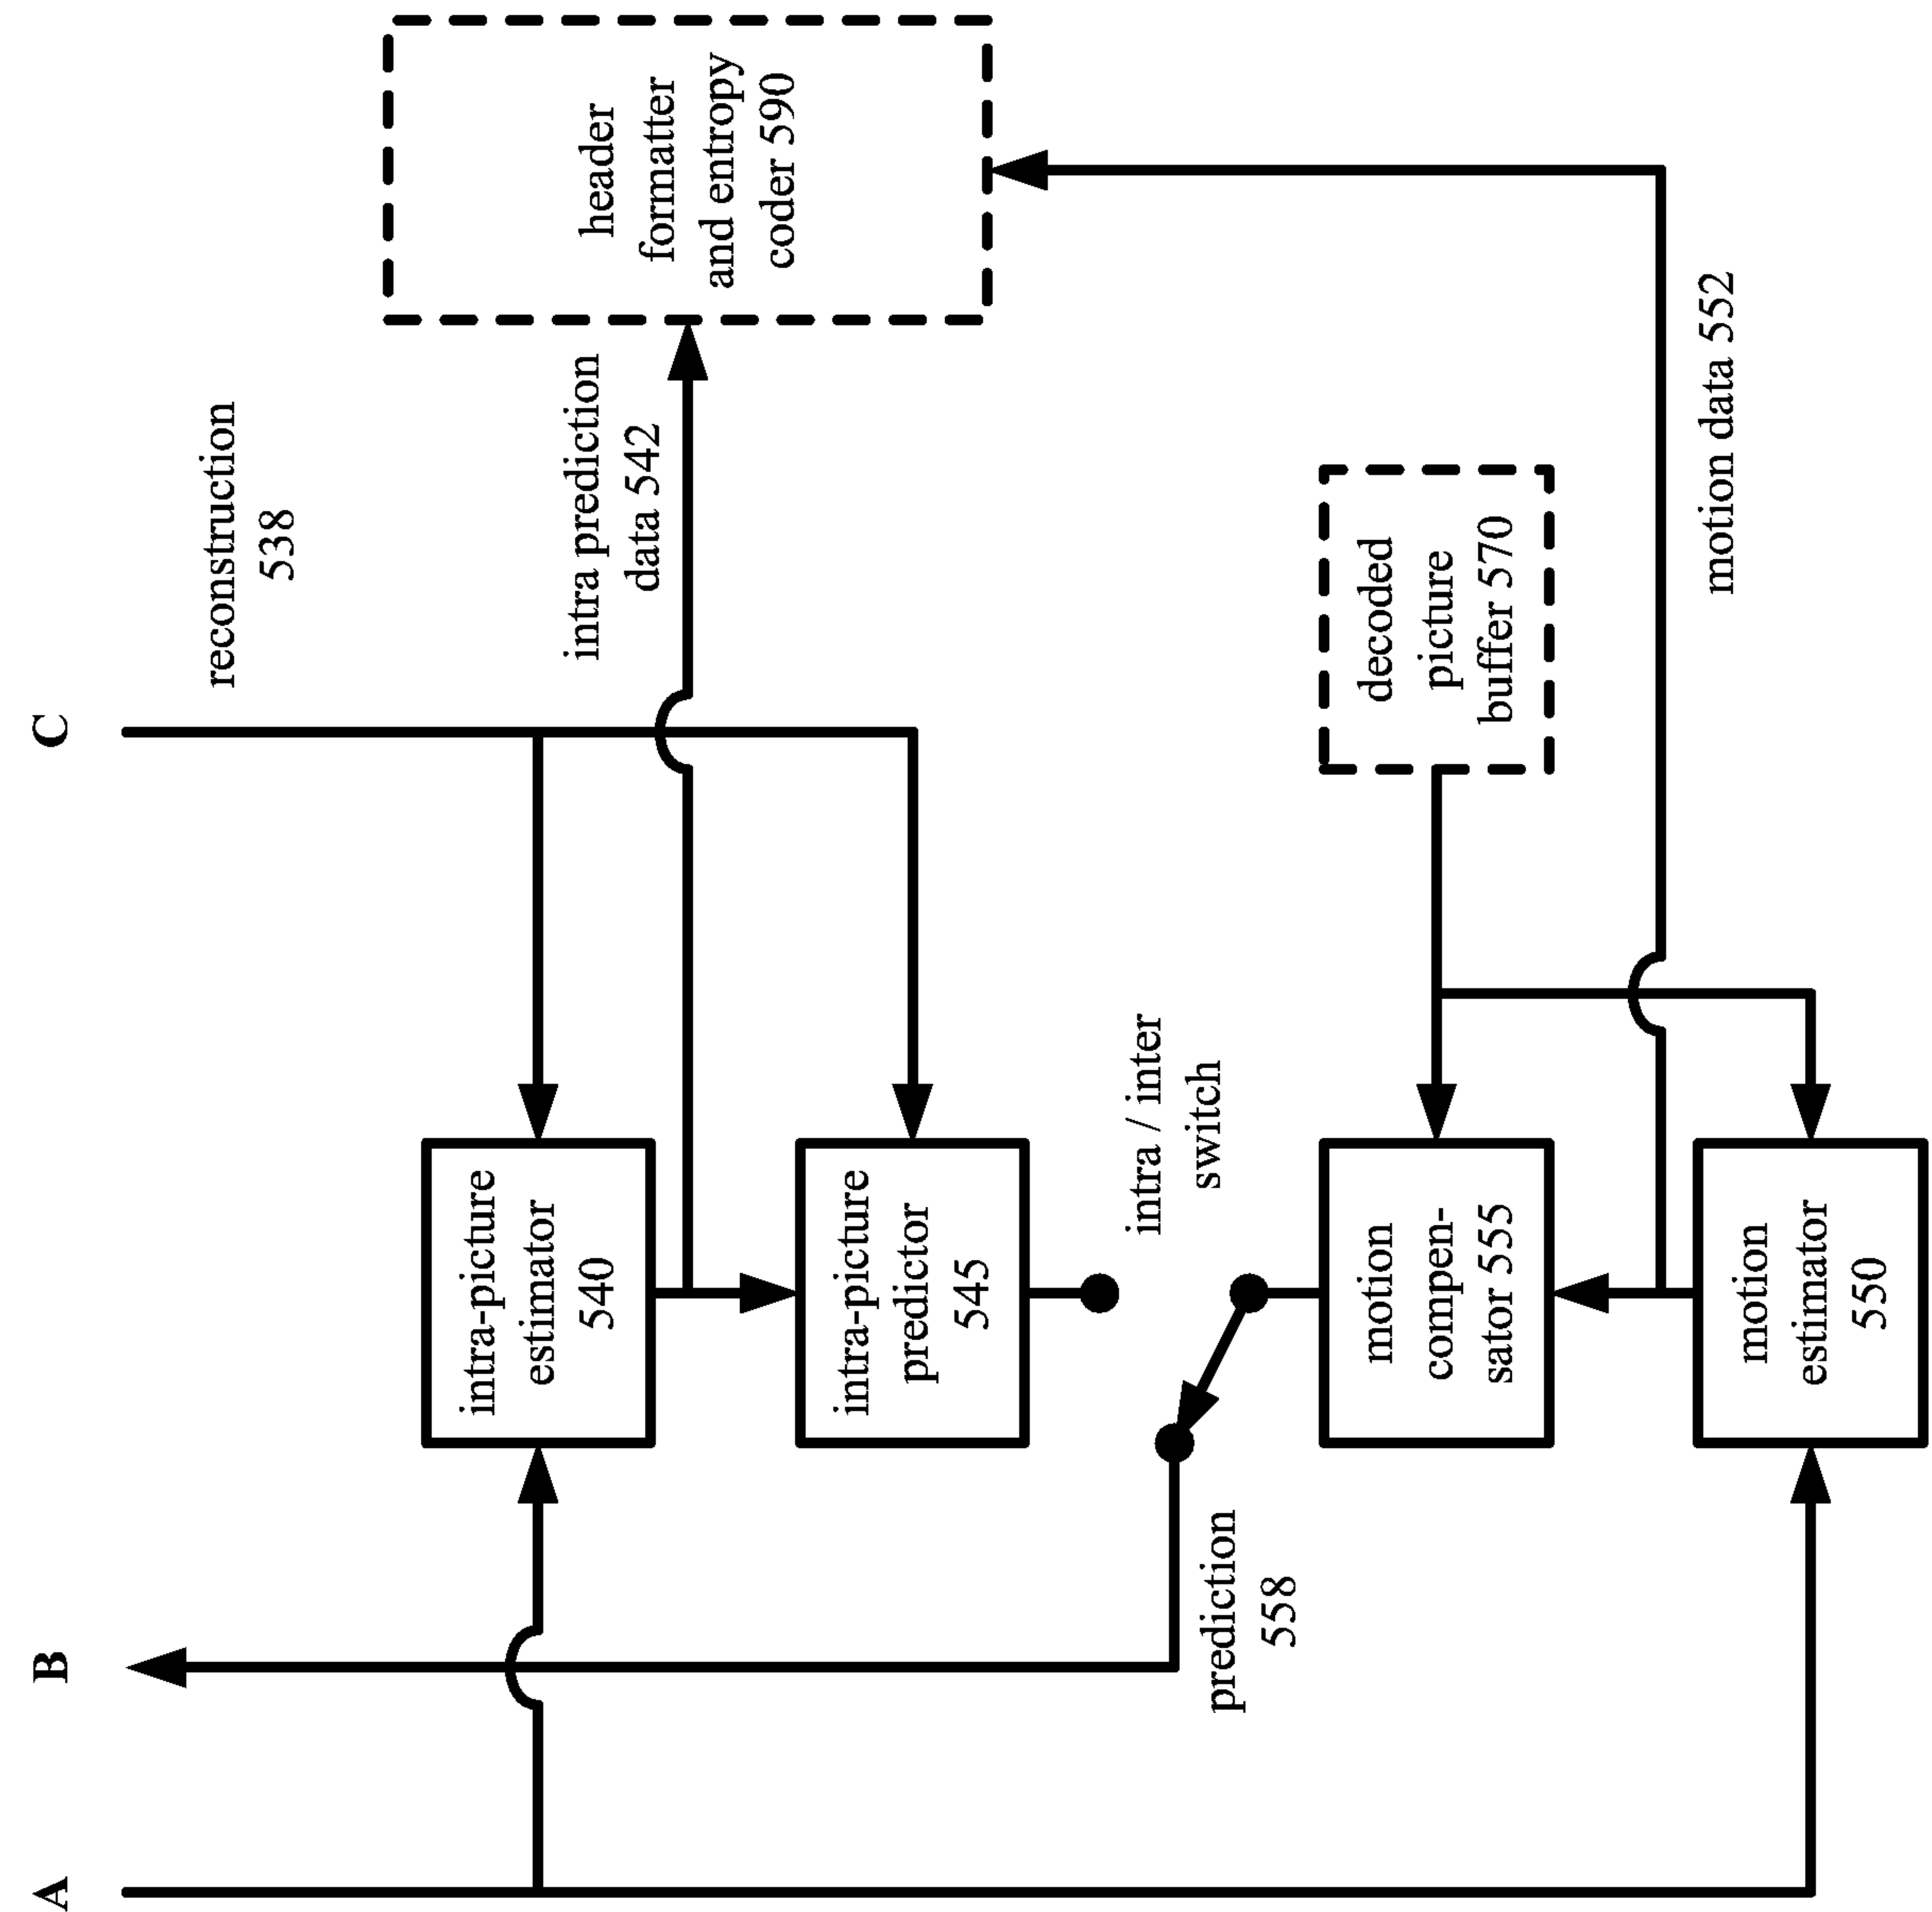 A
B
C
reconstruction
538
header
formatter
and entropy
coder 590
intra prediction
data 542
intra-picture
estimator
540
intra-picture
predictor
545
intra / inter
switch
prediction
558
decoded
picture
buffer 570
motion
compen-
sator 555
motion data 552
motion
estimator
550